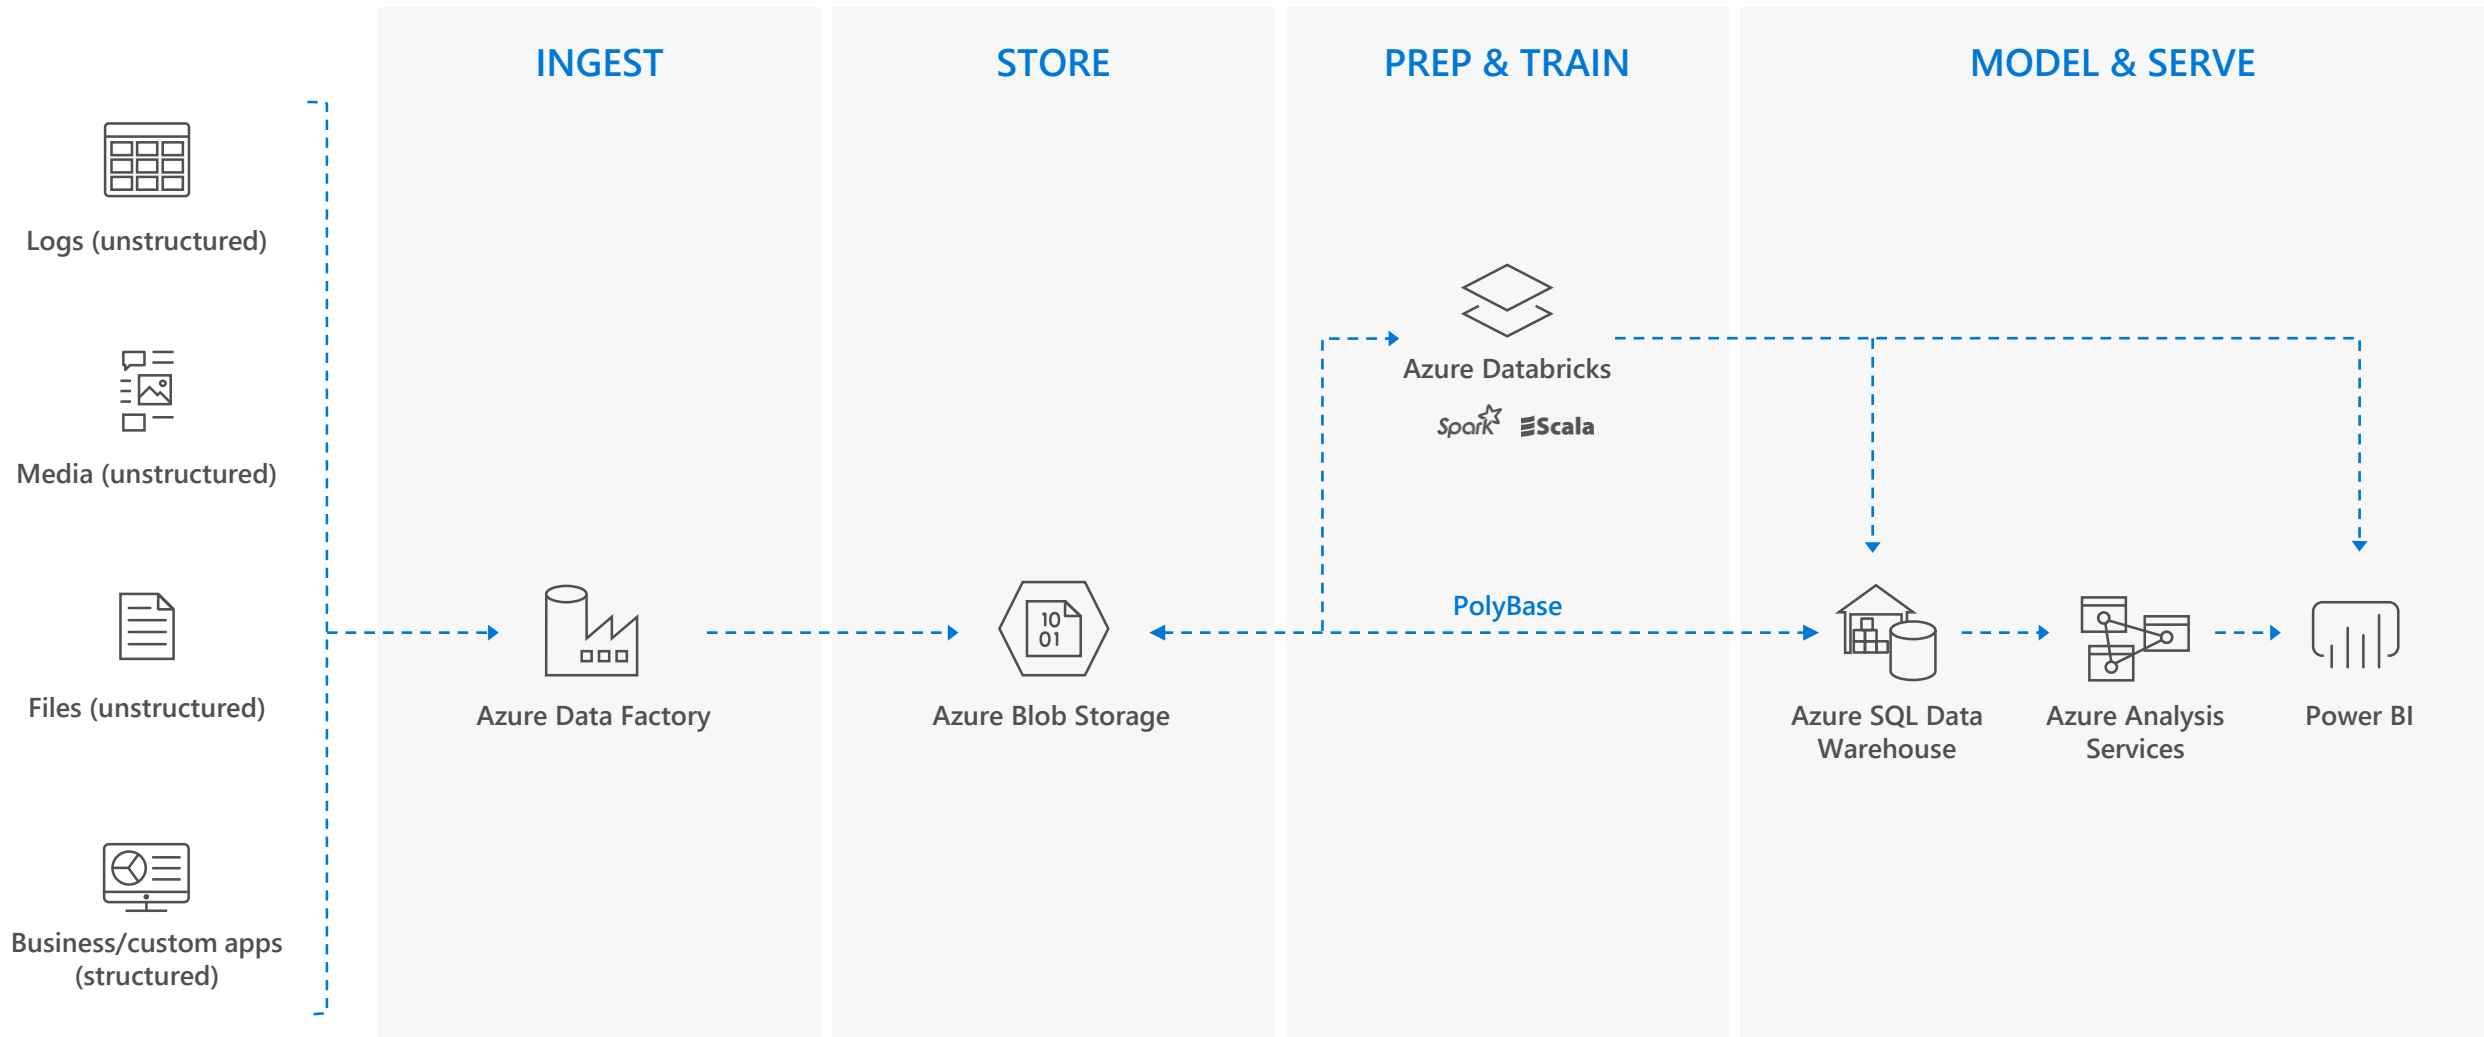 INGEST
STORE
PREP & TRAIN
MODEL & SERVE
Logs (unstructured)
Media (unstructured)
Files (unstructured)
Business/custom apps
(structured)
Azure Data Factory
10
01
Azure Blob Storage
Azure Databricks
Spark Scala
PolyBase
Azure SQL Data
Warehouse
Azure Analysis
Services
Power BI